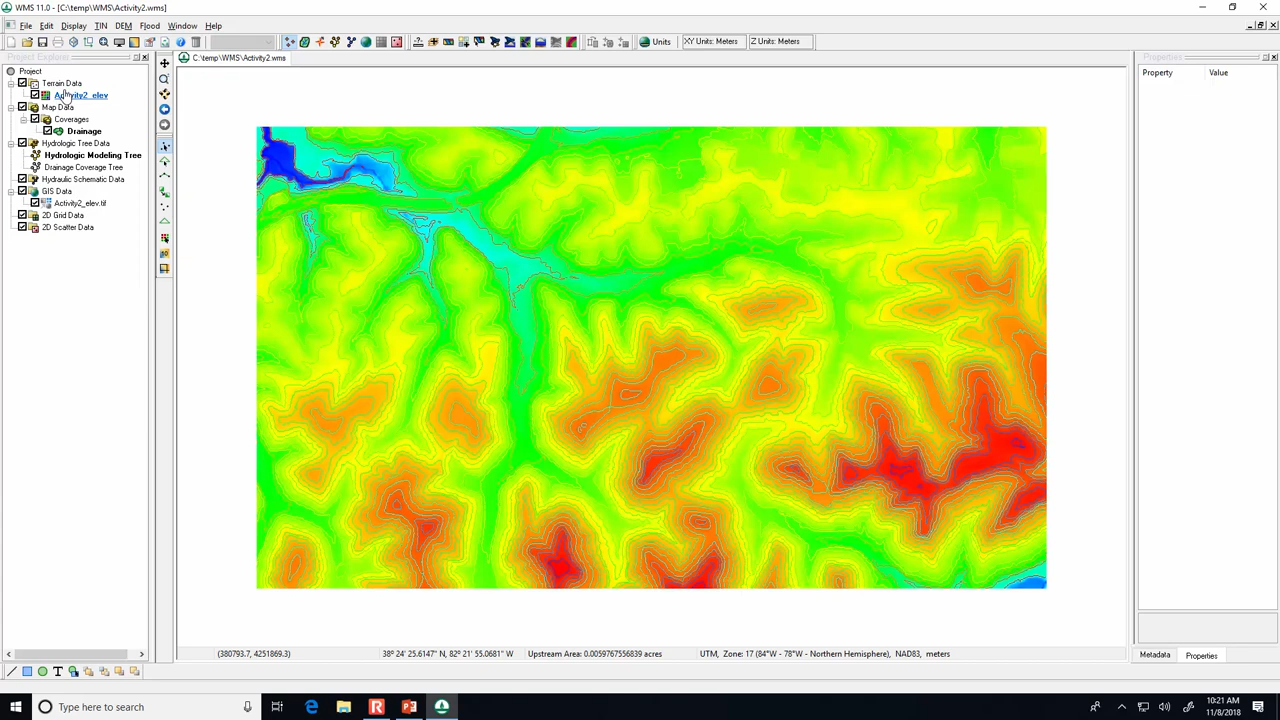 WMS 11.0 - [C:\temp\WMS\Activity2.wms]
File Edit Display TIN DEM Flood Window Help
Units XY Units: Meters Z Units: Meters
Project Explorer
C:\temp\WMS\Activity2.wms
Properties
Project
Property Value
Terrain Data
Activity2_elev
Map Data
Coverages
Drainage
Hydrologic Tree Data
Hydrologic Modeling Tree
Drainage Coverage Tree
Hydraulic Schematic Data
GIS Data
Activity2_elev.tif
2D Grid Data
2D Scatter Data
(380793.7, 4251869.3) 38° 24' 25.6147" N, 82° 21' 55.0681" W Upstream Area: 0.0059767556839 acres UTM, Zone: 17 (84°W - 78°W - Northern Hemisphere), NAD83, meters
Metadata Properties
Type here to search
10:21 AM
11/8/2018